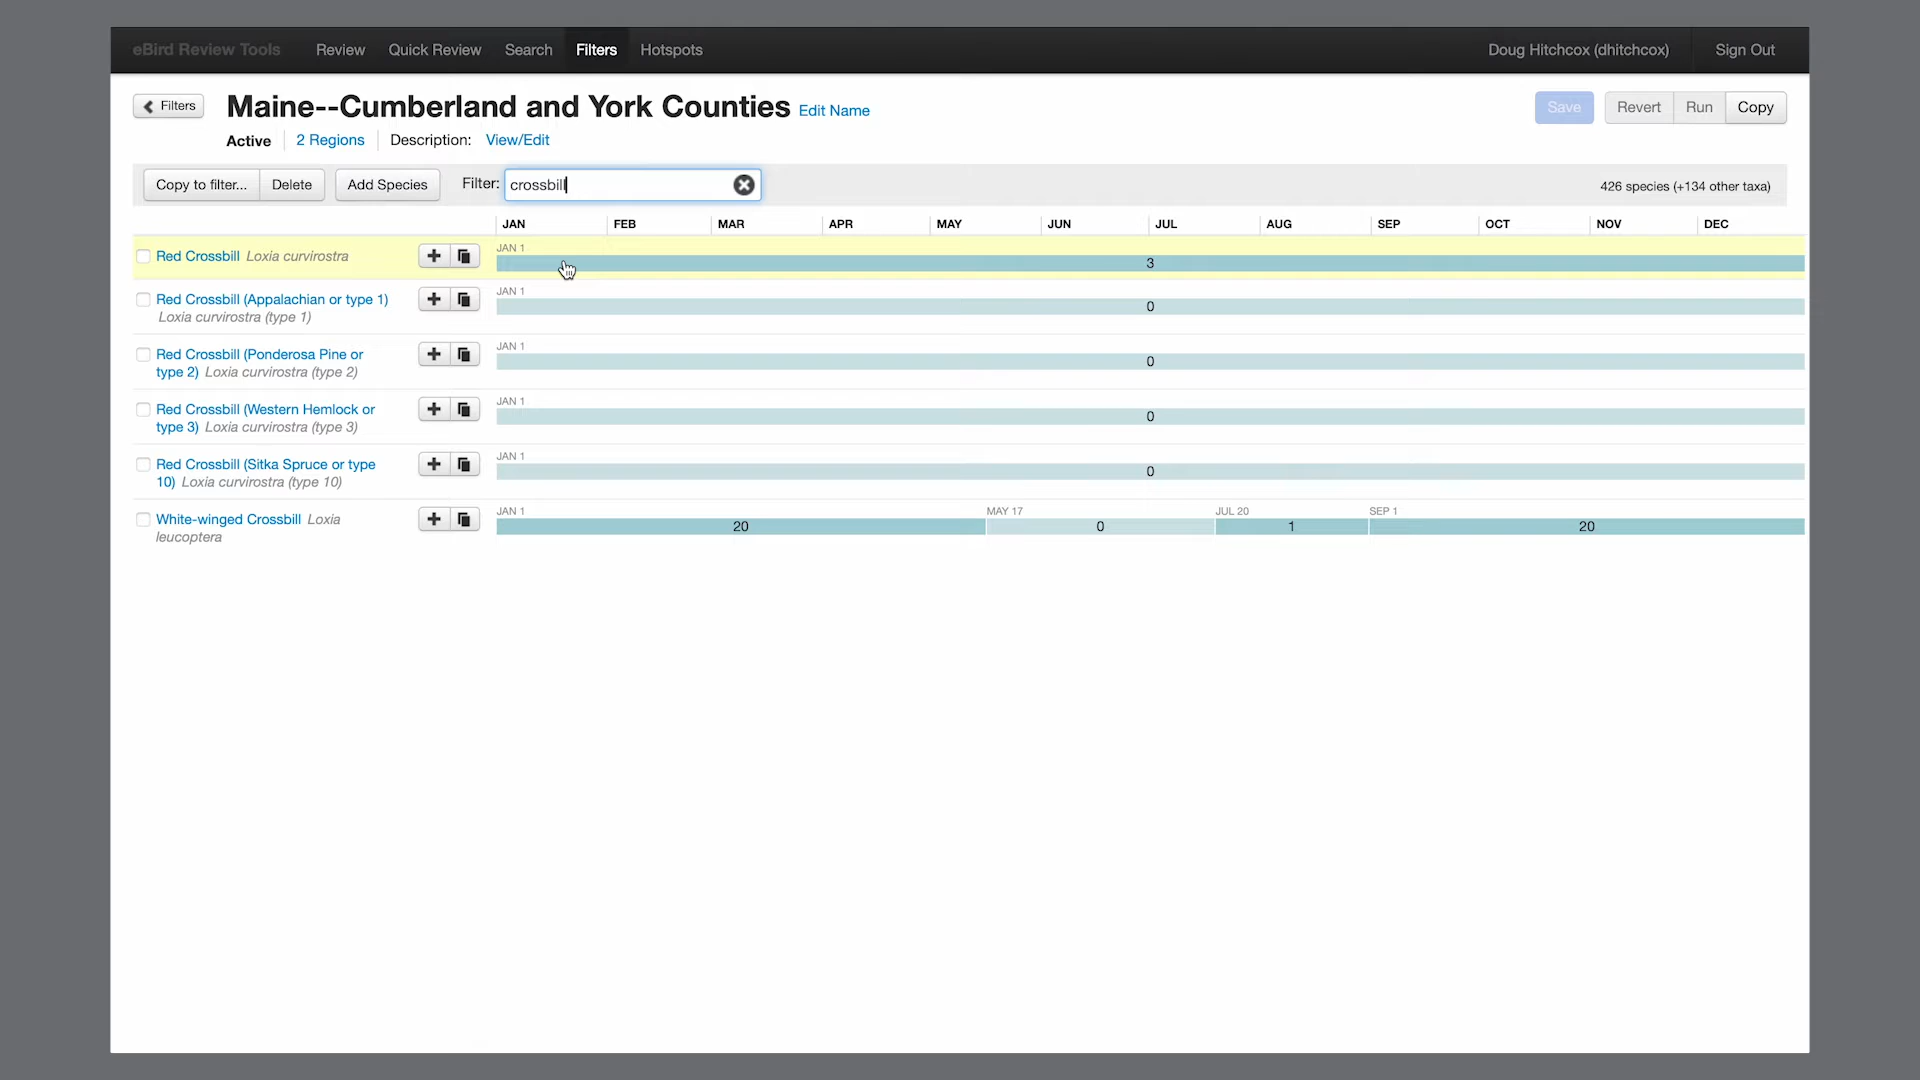 eBird Review Tools Review Quick Review Search Filters Hotspots Doug Hitchcox (dhitchcox) Sign Out
Filters Maine--Cumberland and York Counties Edit Name Save Revert Run Copy
Active 2 Regions Description: View/Edit
Copy to filter... Delete Add Species Filter: crossbill 426 species (+134 other taxa)
JAN FEB MAR APR MAY JUN JUL AUG SEP OCT NOV DEC
JAN 1
Red Crossbill Loxia curvirostra 3
JAN 1
Red Crossbill (Appalachian or type 1) 0
Loxia curvirostra (type 1)
JAN 1
Red Crossbill (Ponderosa Pine or 0
type 2) Loxia curvirostra (type 2)
JAN 1
Red Crossbill (Western Hemlock or 0
type 3) Loxia curvirostra (type 3)
JAN 1
Red Crossbill (Sitka Spruce or type 0
10) Loxia curvirostra (type 10)
JAN 1 MAY 17 JUL 20 SEP 1
White-winged Crossbill Loxia 20 0 1 20
leucoptera